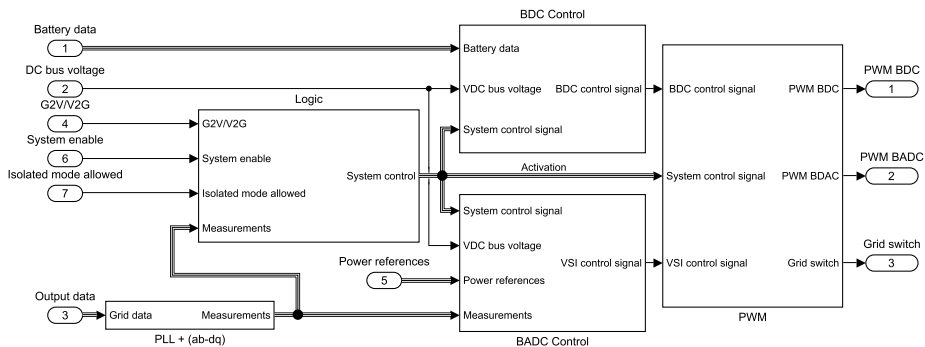 BDC Control
Battery data
1
Battery data
DC bus voltage
2
VDC bus voltage
BDC control signal
BDC control signal
PWM BDC
PWM BDC
1
G2V/V2G
4
Logic
G2V/V2G
System control signal
System enable
6
System enable
Isolated mode allowed
7
Isolated mode allowed
System control
Activation
System control signal
PWM BDAC
PWM BADC
2
Measurements
System control signal
VDC bus voltage
Power references
5
Power references
VSI control signal
VSI control signal
Grid switch
Grid switch
3
Output data
3
Grid data
Measurements
Measurements
PLL + (ab-dq)
BADC Control
PWM